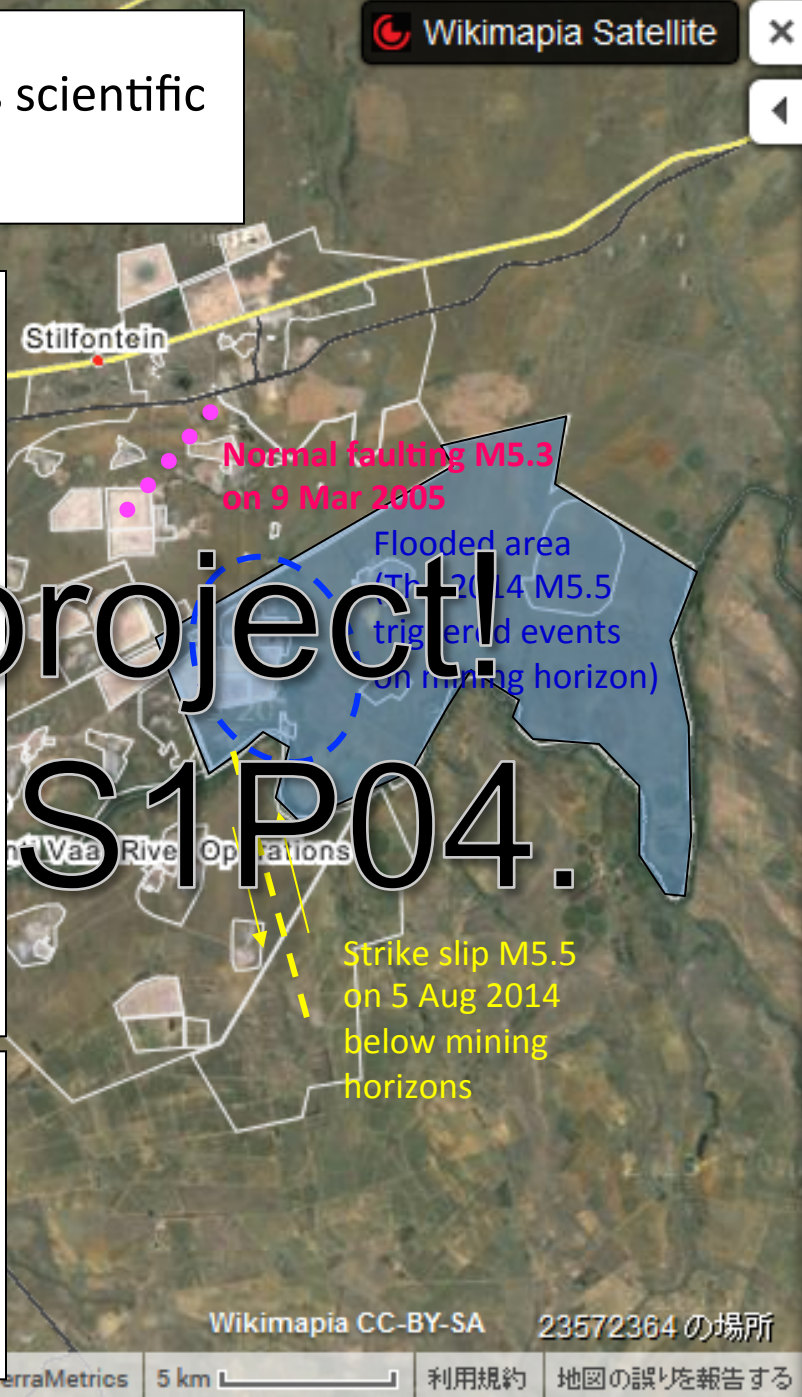 Wikimapia Satellite
scientific
Stilfontein
Normal faulting M5.3
on 9 Mar 2005
Flooded area
(The 2014 M5.5
triggered events
on mining horizon)
project!
S1P04.
Vaal River Operations
Strike slip M5.5
on 5 Aug 2014
below mining
horizons
Wikimapia CC-BY-SA
23572364 の場所
erraMetrics
5 km
利用規約
地図の誤りを報告する